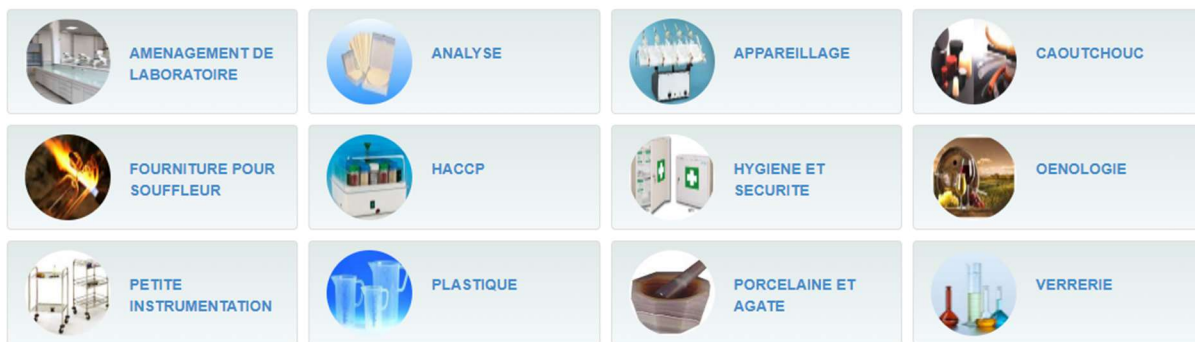 AMENAGEMENT DE
LABORATOIRE
ANALYSE
APPAREILLAGE
CAOUTCHOUC
FOURNITURE POUR
SOUFFLEUR
HACCP
HYGIENE ET
SECURITE
OENOLOGIE
PETITE
INSTRUMENTATION
PLASTIQUE
PORCELAINE ET
AGATE
VERRERIE